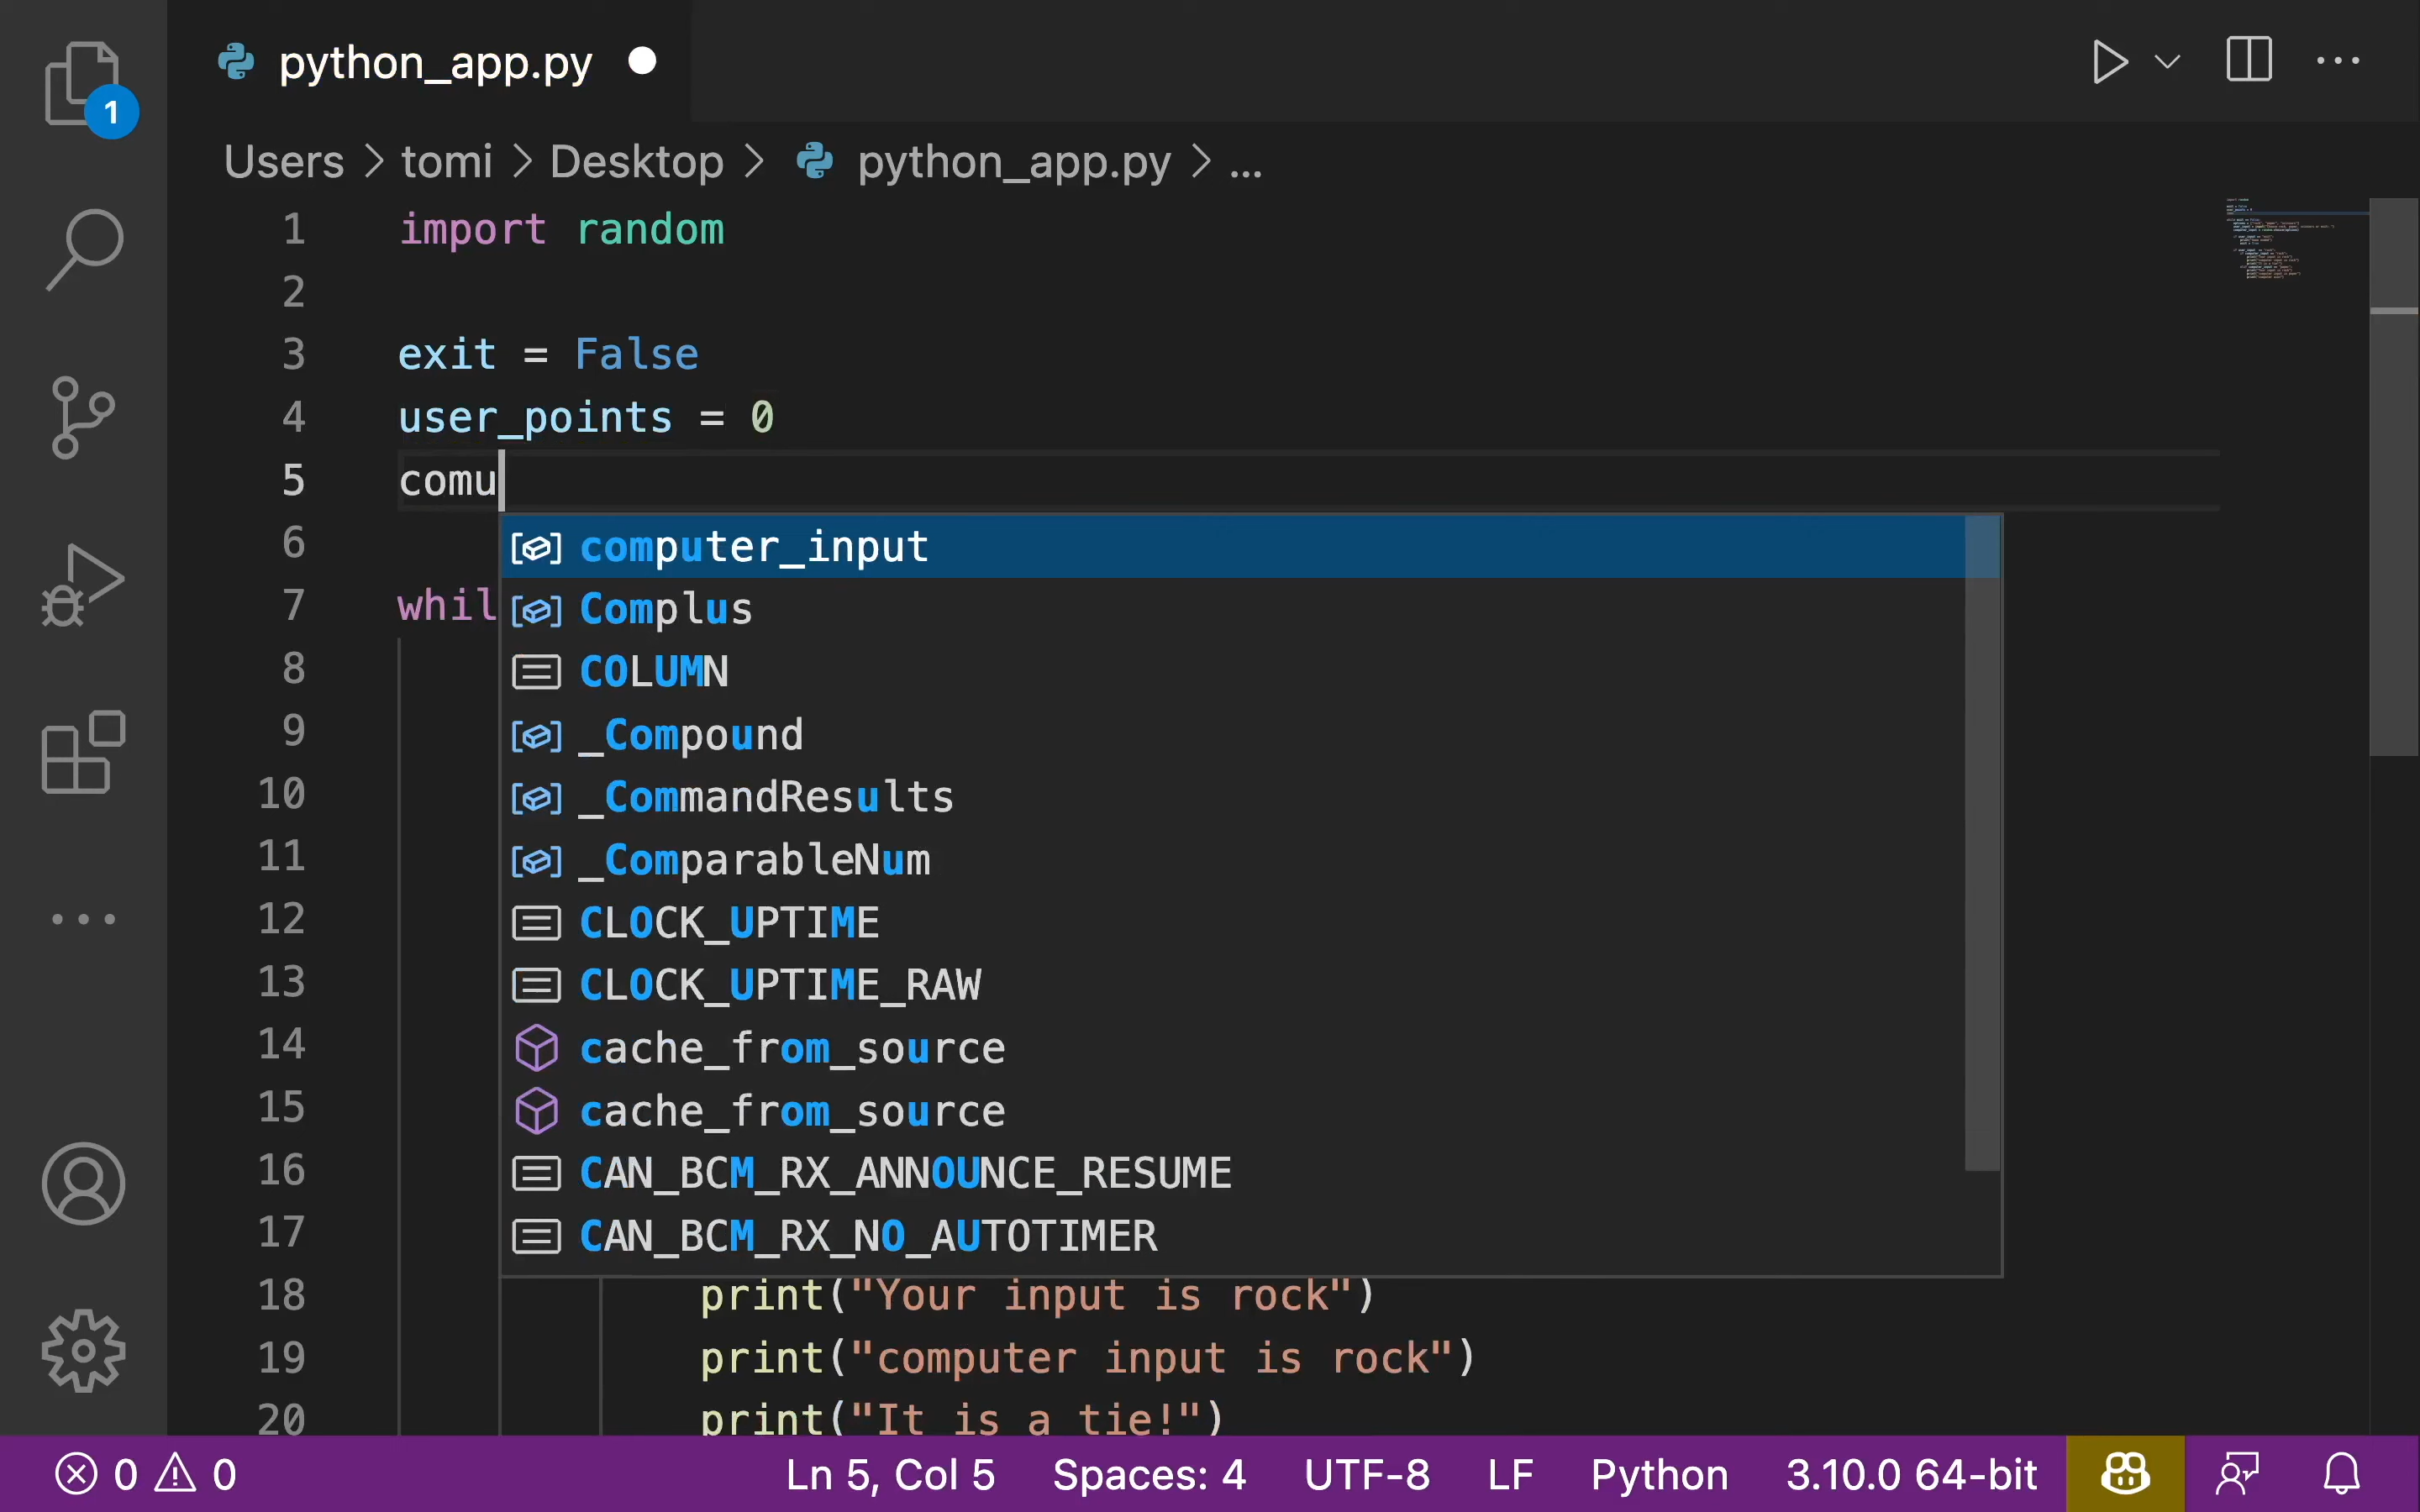 python_app.py
1
Users > tomi > Desktop > python_app.py > ...
1 import random
2
3 exit = False
4 user_points = 0
5 comu
6 computer_input
7 whil Complus
8 COLUMN
9 _Compound
10 _CommandResults
11 _ComparableNum
12 CLOCK_UPTIME
13 CLOCK_UPTIME_RAW
14 cache_from_source
15 cache_from_source
16 CAN_BCM_RX_ANNOUNCE_RESUME
17 CAN_BCM_RX_NO_AUTOTIMER
18 print("Your input is rock")
19 print("computer input is rock")
20 print("It is a tie!")
0 0 Ln 5, Col 5 Spaces: 4 UTF-8 LF Python 3.10.0 64-bit